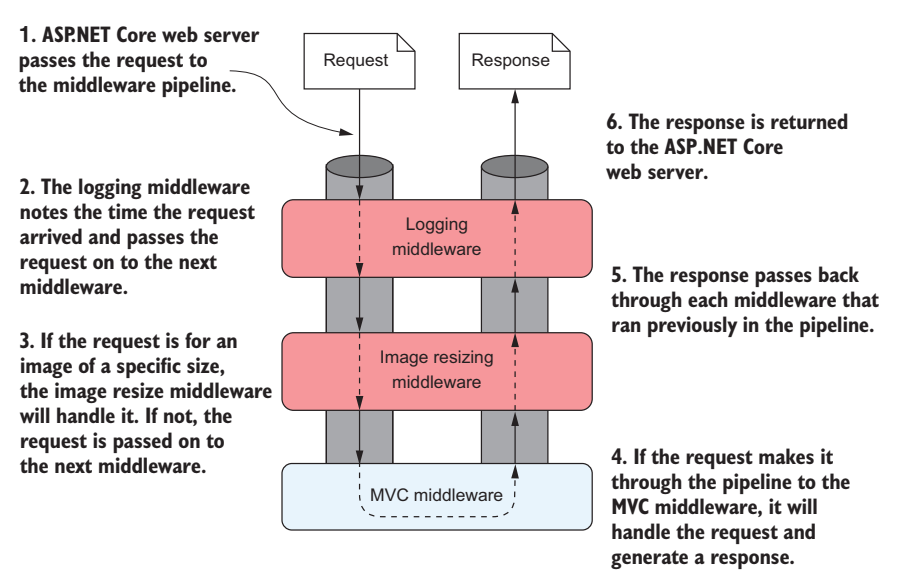 1. ASP.NET Core web server
passes the request to
the middleware pipeline.
Request
Response
6. The response is returned
to the ASP.NET Core
web server.
2. The logging middleware
notes the time the request
arrived and passes the
request on to the next
middleware.
Logging
middleware
5. The response passes back
through each middleware that
ran previously in the pipeline.
3. If the request is for an
image of a specific size,
the image resize middleware
will handle it. If not, the
request is passed on to
the next middleware.
Image resizing
middleware
4. If the request makes it
through the pipeline to the
MVC middleware, it will
handle the request and
generate a response.
MVC middleware